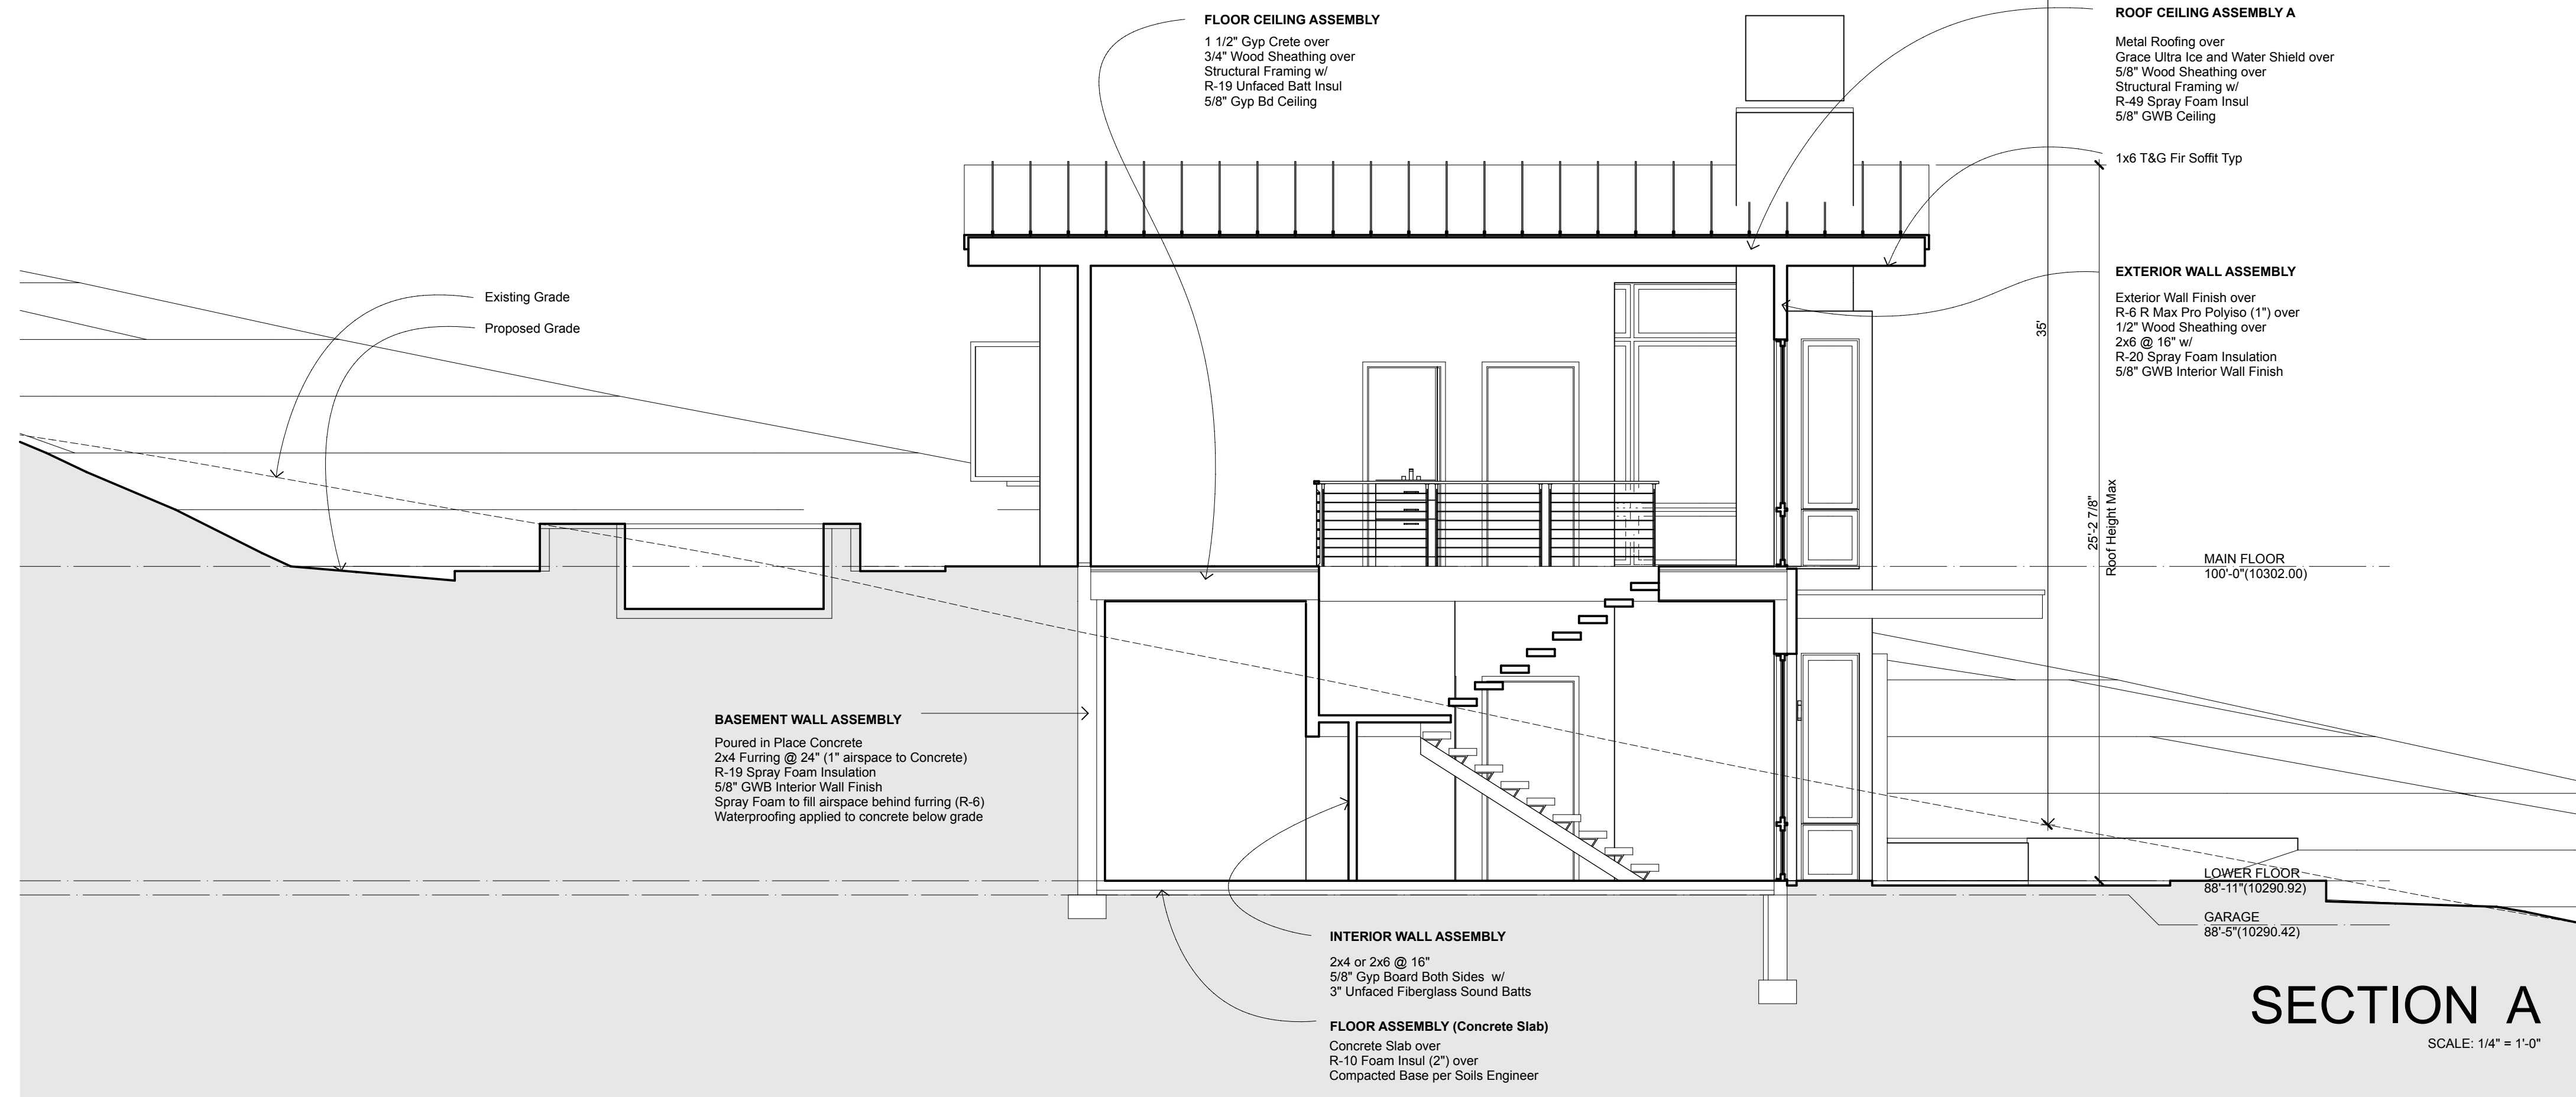 FLOOR CEILING ASSEMBLY
1 1/2" Gyp Crete over
3/4" Wood Sheathing over
Structural Framing w/
R-19 Unfaced Batt Insul
5/8" Gyp Bd Ceiling
ROOF CEILING ASSEMBLY A
Metal Roofing over
Grace Ultra Ice and Water Shield over
5/8" Wood Sheathing over
Structural Framing w/
R-49 Spray Foam Insul
5/8" GWB Ceiling
1x6 T&G Fir Soffit Typ
EXTERIOR WALL ASSEMBLY
Exterior Wall Finish over
R-6 R Max Pro Polyiso (1") over
1/2" Wood Sheathing over
2x6 @ 16" w/
R-20 Spray Foam Insulation
5/8" GWB Interior Wall Finish
Existing Grade
Proposed Grade
35'
25'-2 7/8"
Roof Height Max
MAIN FLOOR
100'-0"(10302.00)
BASEMENT WALL ASSEMBLY
Poured in Place Concrete
2x4 Furring @ 24" (1" airspace to Concrete)
R-19 Spray Foam Insulation
5/8" GWB Interior Wall Finish
Spray Foam to fill airspace behind furring (R-6)
Waterproofing applied to concrete below grade
LOWER FLOOR
88'-11"(10290.92)
GARAGE
88'-5"(10290.42)
INTERIOR WALL ASSEMBLY
2x4 or 2x6 @ 16"
5/8" Gyp Board Both Sides w/
3" Unfaced Fiberglass Sound Batts
FLOOR ASSEMBLY (Concrete Slab)
Concrete Slab over
R-10 Foam Insul (2") over
Compacted Base per Soils Engineer
SECTION A
SCALE: 1/4" = 1'-0"